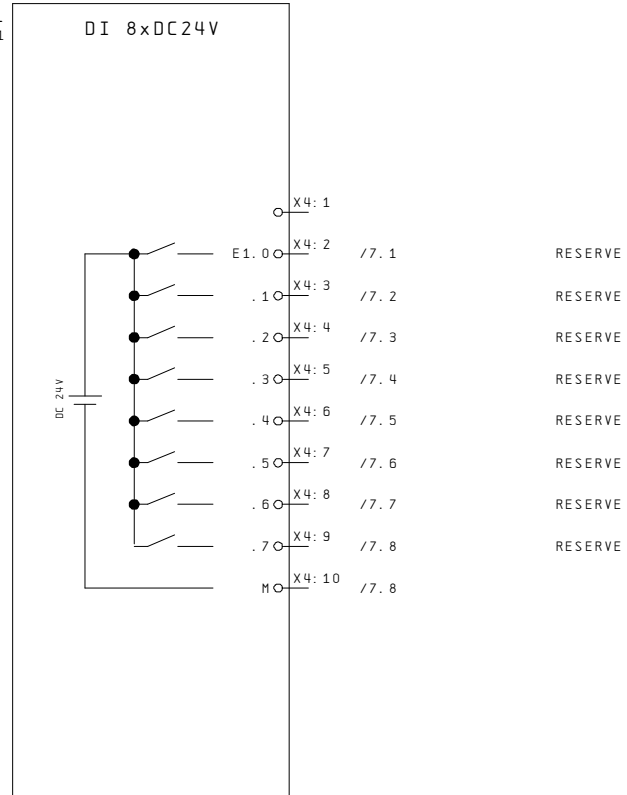 DI 8xDC24V
X4:1
E1.0 X4:2 /7.1 RESERVE
.1 X4:3 /7.2 RESERVE
.2 X4:4 /7.3 RESERVE
.3 X4:5 /7.4 RESERVE
DC 24V
.4 X4:6 /7.5 RESERVE
.5 X4:7 /7.6 RESERVE
.6 X4:8 /7.7 RESERVE
.7 X4:9 /7.8 RESERVE
M X4:10 /7.8